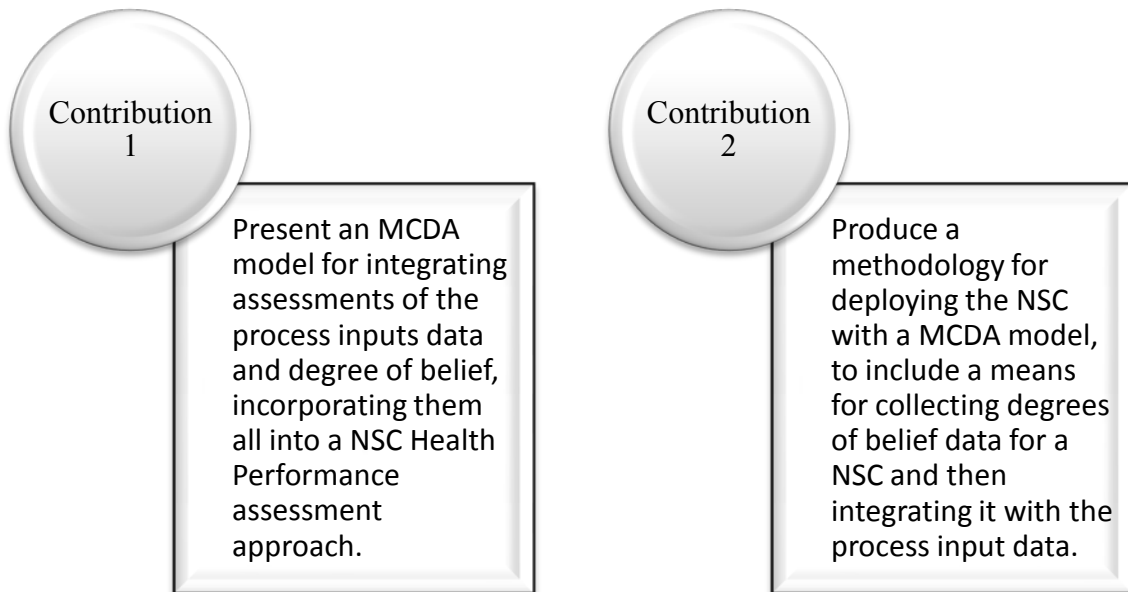 Contribution
1
Present an MCDA
model for integrating
assessments of the
process inputs data
and degree of belief,
incorporating them
all into a NSC Health
Performance
assessment
approach.
Contribution
2
Produce a
methodology for
deploying the NSC
with a MCDA model,
to include a means
for collecting degrees
of belief data for a
NSC and then
integrating it with the
process input data.